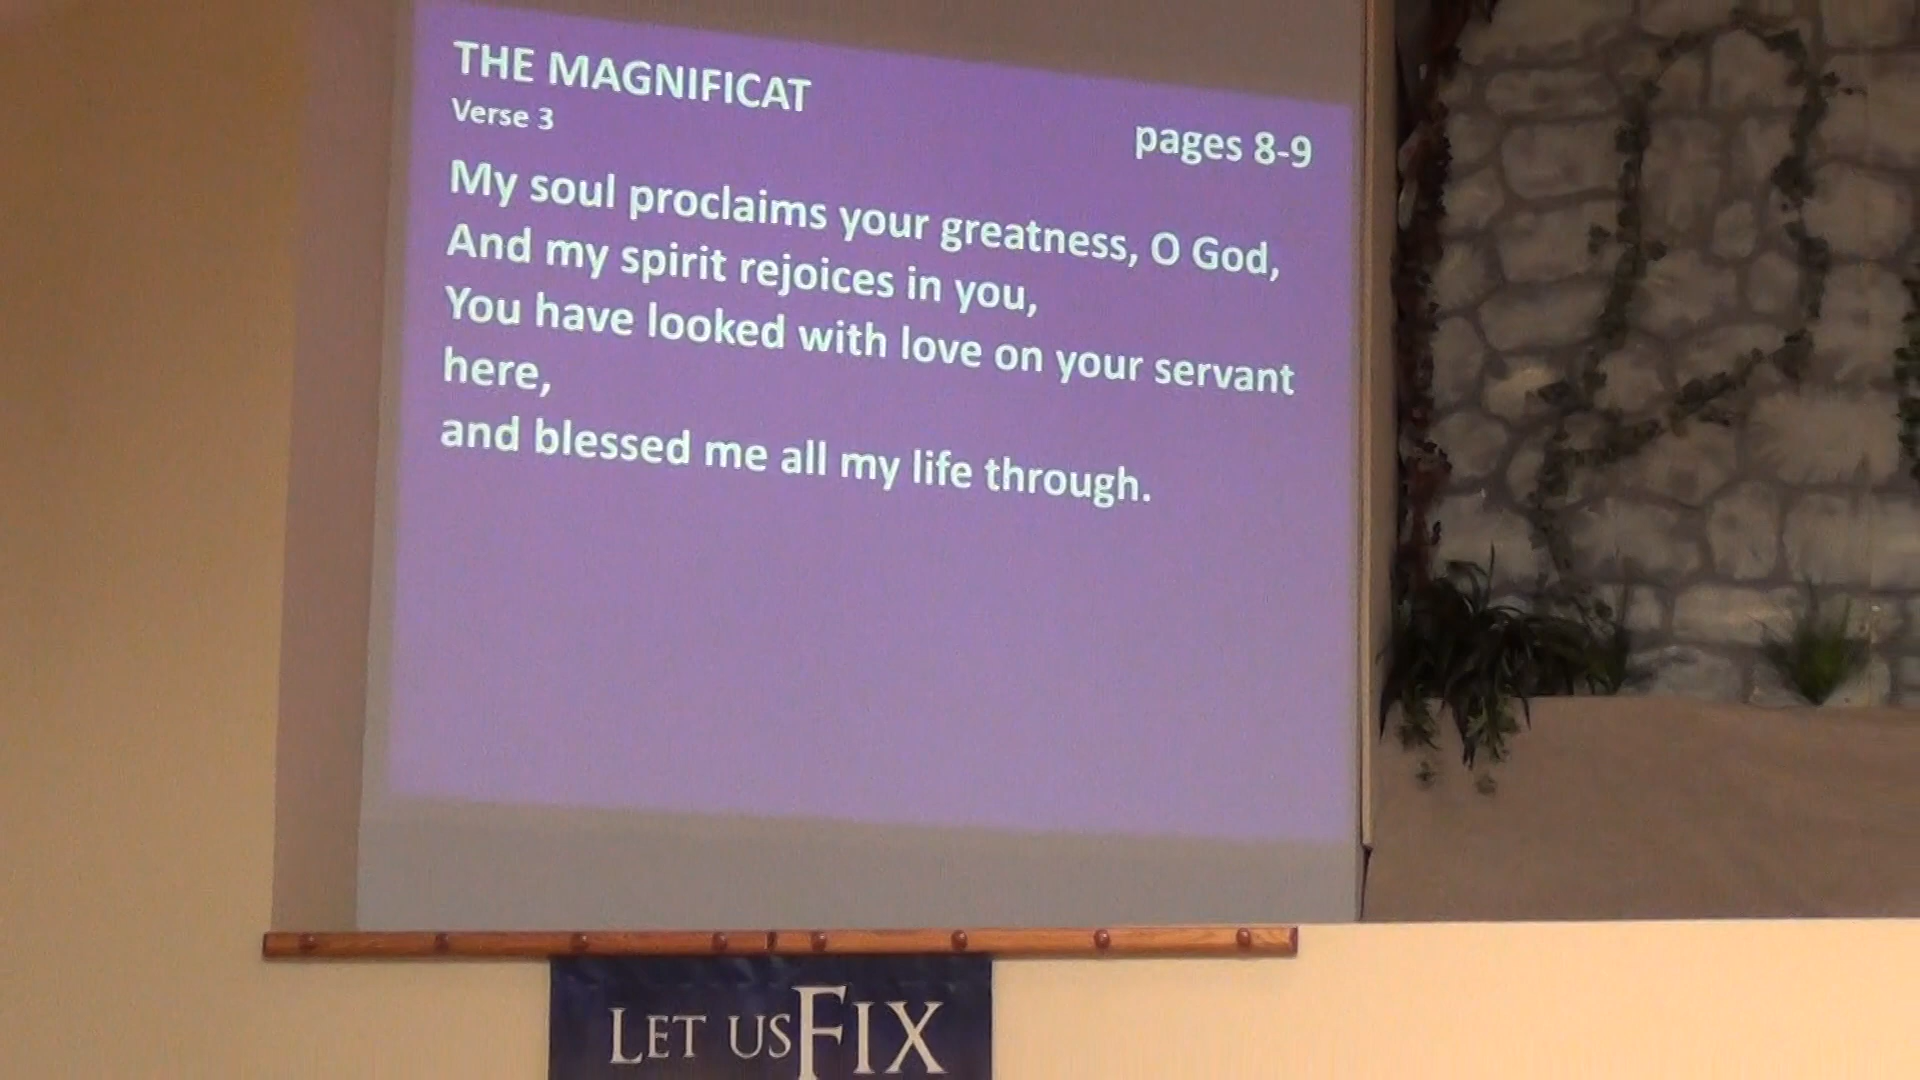 THE MAGNIFICAT
Verse 3
pages 8-9
My soul proclaims your greatness, O God,
And my spirit rejoices in you,
You have looked with love on your servant
here,
and blessed me all my life through.
LET US FIX